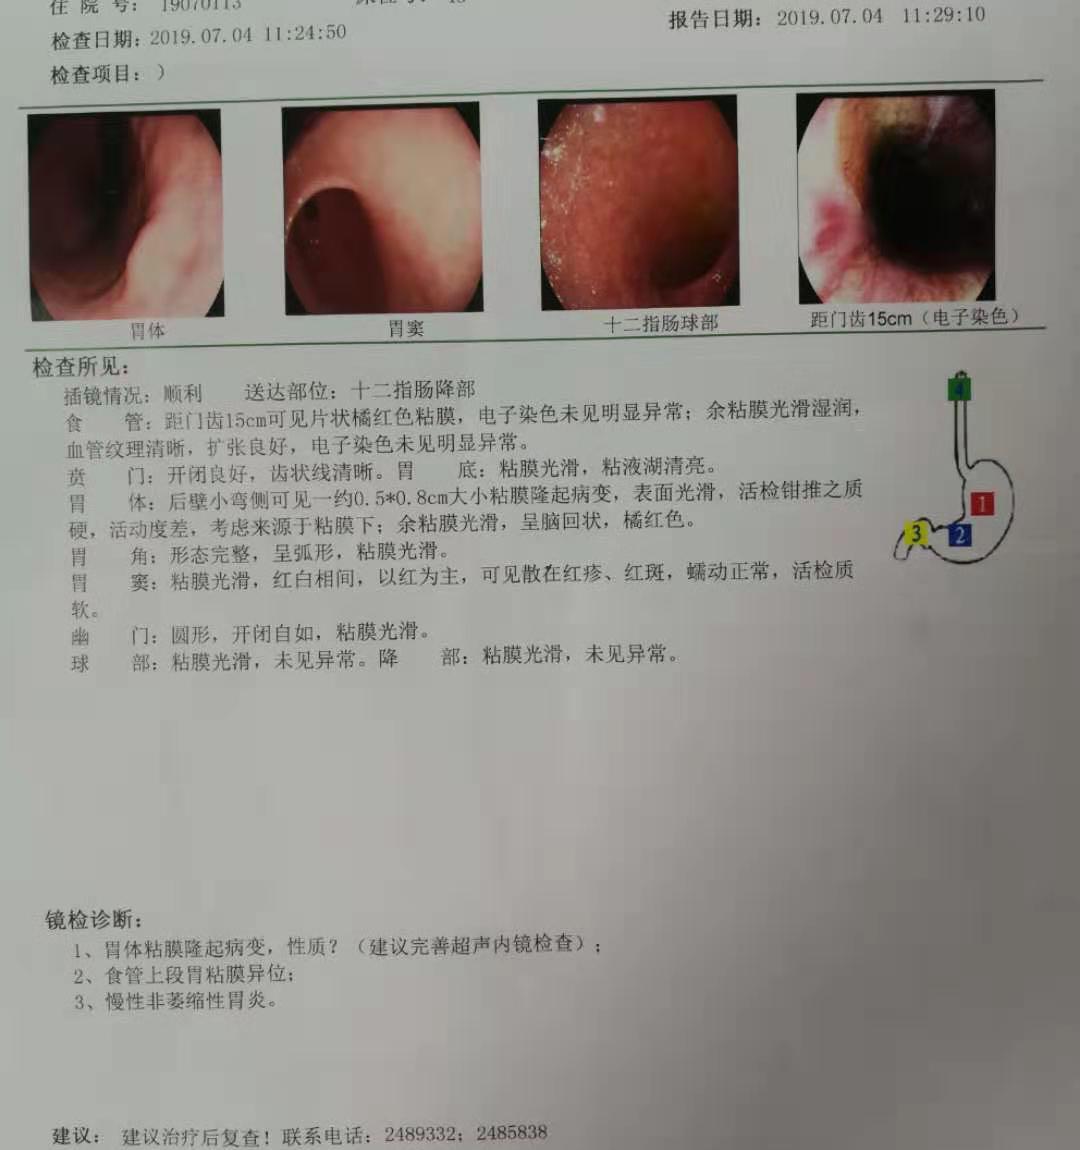 住 院 号: 19070113
检查日期: 2019.07.04 11:24:50
报告日期: 2019.07.04 11:29:10
检查项目: )
胃体
胃窦
十二指肠球部
距门齿15cm（电子染色）
检查所见:
插镜情况: 顺利 送达部位: 十二指肠降部
食 管: 距门齿15cm可见片状橘红色粘膜，电子染色未见明显异常；余粘膜光滑湿润，
血管纹理清晰，扩张良好，电子染色未见明显异常。
贲 门: 开闭良好，齿状线清晰。胃 底: 粘膜光滑，粘液湖清亮。
胃 体: 后壁小弯侧可见一约0.5*0.8cm大小粘膜隆起病变，表面光滑，活检钳推之质
硬，活动度差，考虑来源于粘膜下；余粘膜光滑，呈脑回状，橘红色。
胃 角: 形态完整，呈弧形，粘膜光滑。
胃 窦: 粘膜光滑，红白相间，以红为主，可见散在红疹、红斑，蠕动正常，活检质
软。
幽 门: 圆形，开闭自如，粘膜光滑。
球 部: 粘膜光滑，未见异常。降 部: 粘膜光滑，未见异常。
4
1
3
2
镜检诊断:
1、胃体粘膜隆起病变，性质？（建议完善超声内镜检查）；
2、食管上段胃粘膜异位；
3、慢性非萎缩性胃炎。
建议: 建议治疗后复查！联系电话: 2489332；2485838